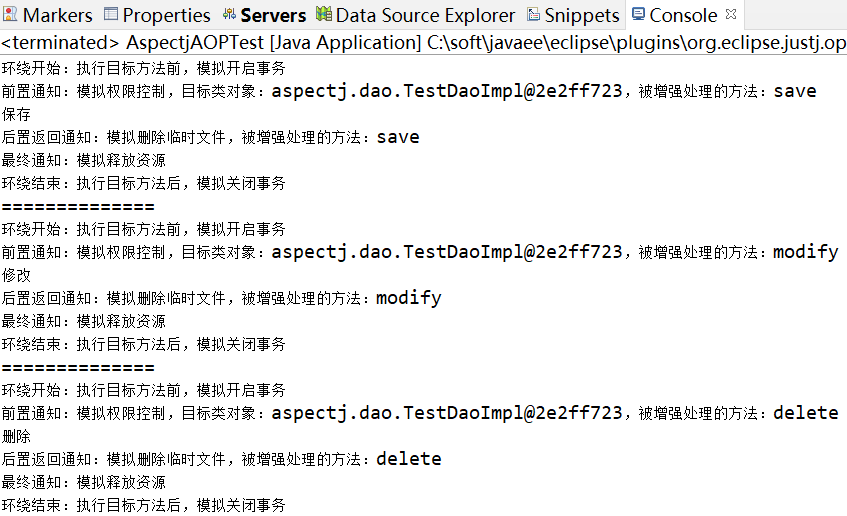 Markers Properties Servers Data Source Explorer Snippets Console
<terminated> AspectjAOPTest [Java Application] C:\soft\javaee\eclipse\plugins\org.eclipse.justj.op
环绕开始：执行目标方法前，模拟开启事务
前置通知：模拟权限控制，目标类对象：aspectj.dao.TestDaoImpl@2e2ff723，被增强处理的方法：save
保存
后置返回通知：模拟删除临时文件，被增强处理的方法：save
最终通知：模拟释放资源
环绕结束：执行目标方法后，模拟关闭事务
==============
环绕开始：执行目标方法前，模拟开启事务
前置通知：模拟权限控制，目标类对象：aspectj.dao.TestDaoImpl@2e2ff723，被增强处理的方法：modify
修改
后置返回通知：模拟删除临时文件，被增强处理的方法：modify
最终通知：模拟释放资源
环绕结束：执行目标方法后，模拟关闭事务
==============
环绕开始：执行目标方法前，模拟开启事务
前置通知：模拟权限控制，目标类对象：aspectj.dao.TestDaoImpl@2e2ff723，被增强处理的方法：delete
删除
后置返回通知：模拟删除临时文件，被增强处理的方法：delete
最终通知：模拟释放资源
环绕结束：执行目标方法后，模拟关闭事务